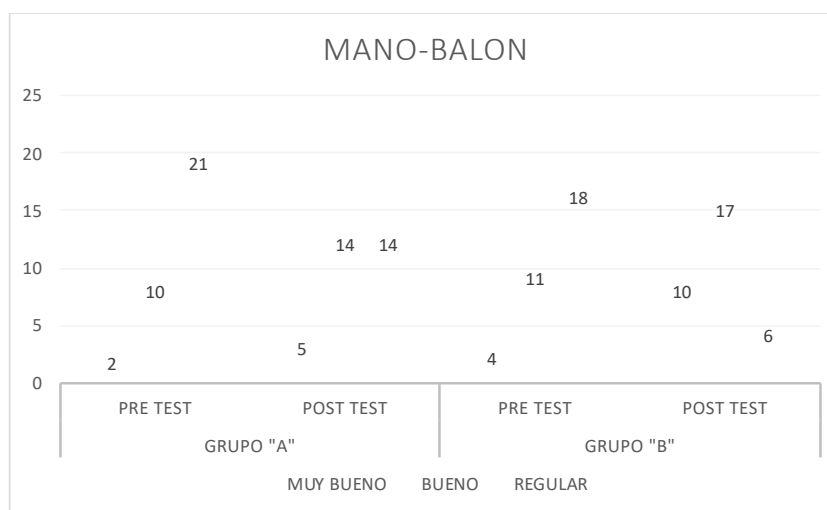 MANO-BALON
25
20
15
10
5
0
2
10
21
5
14
14
4
11
18
10
17
6
PRE TEST
POST TEST
PRE TEST
POST TEST
GRUPO "A"
GRUPO "B"
MUY BUENO
BUENO
REGULAR